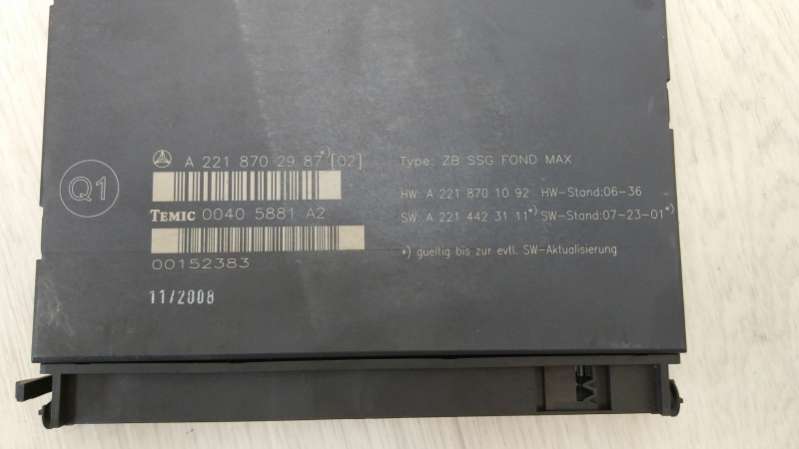 Q1
A 221 870 29 87*)[02]
TEMIC 0040 5881 A2
00152383
11/2008
Type: ZB SSG FOND MAX
HW: A 221 870 10 92 HW-Stand:06-36
SW: A 221 442 31 11*) SW-Stand:07-23-01*)
*) gueltig bis zur evtl. SW-Aktualisierung